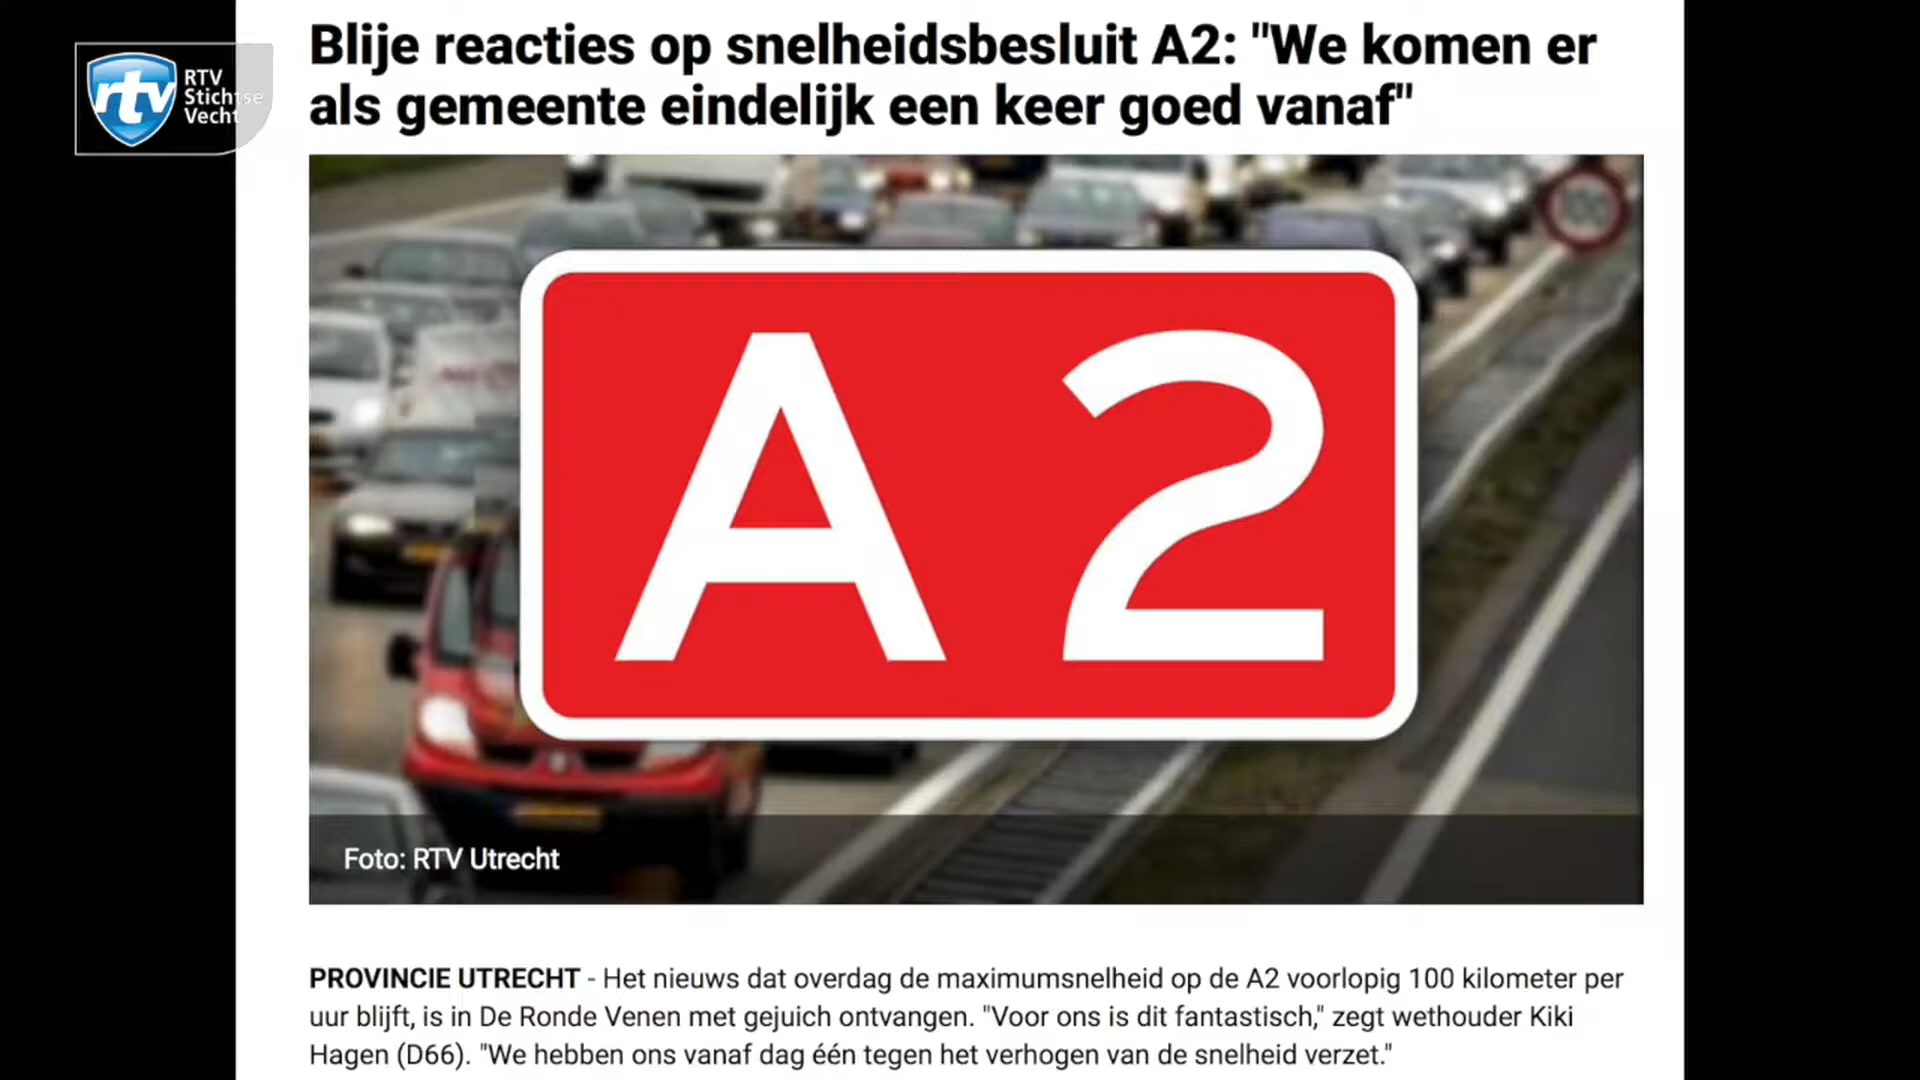 RTV
Stichtse
Vecht
rtv
Blije reacties op snelheidsbesluit A2: "We komen er
als gemeente eindelijk een keer goed vanaf"
A2
Foto: RTV Utrecht
PROVINCIE UTRECHT - Het nieuws dat overdag de maximumsnelheid op de A2 voorlopig 100 kilometer per
uur blijft, is in De Ronde Venen met gejuich ontvangen. "Voor ons is dit fantastisch," zegt wethouder Kiki
Hagen (D66). "We hebben ons vanaf dag één tegen het verhogen van de snelheid verzet."